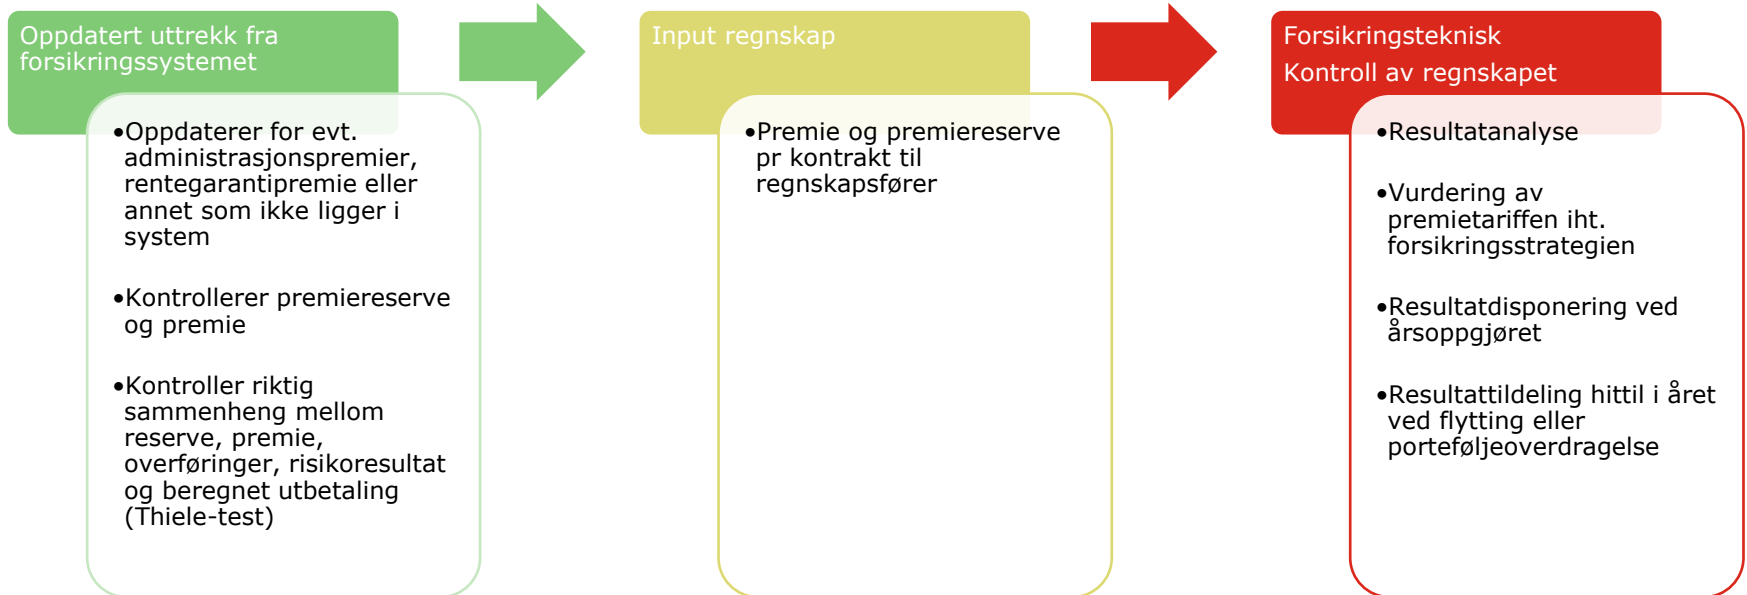 Oppdatert uttrekk fra
forsikringssystemet
•Oppdaterer for evt.
administrasjonspremier,
rentegarantipremie eller
annet som ikke ligger i
system
•Kontrollerer premiereserve
og premie
•Kontroller riktig
sammenheng mellom
reserve, premie,
overføringer, risikoresultat
og beregnet utbetaling
(Thiele-test)
Input regnskap
•Premie og premiereserve
pr kontrakt til
regnskapsfører
Forsikringsteknisk
Kontroll av regnskapet
•Resultatanalyse
•Vurdering av
premietariffen iht.
forsikringsstrategien
•Resultatdisponering ved
årsoppgjøret
•Resultattildeling hittil i året
ved flytting eller
porteføljeoverdragelse